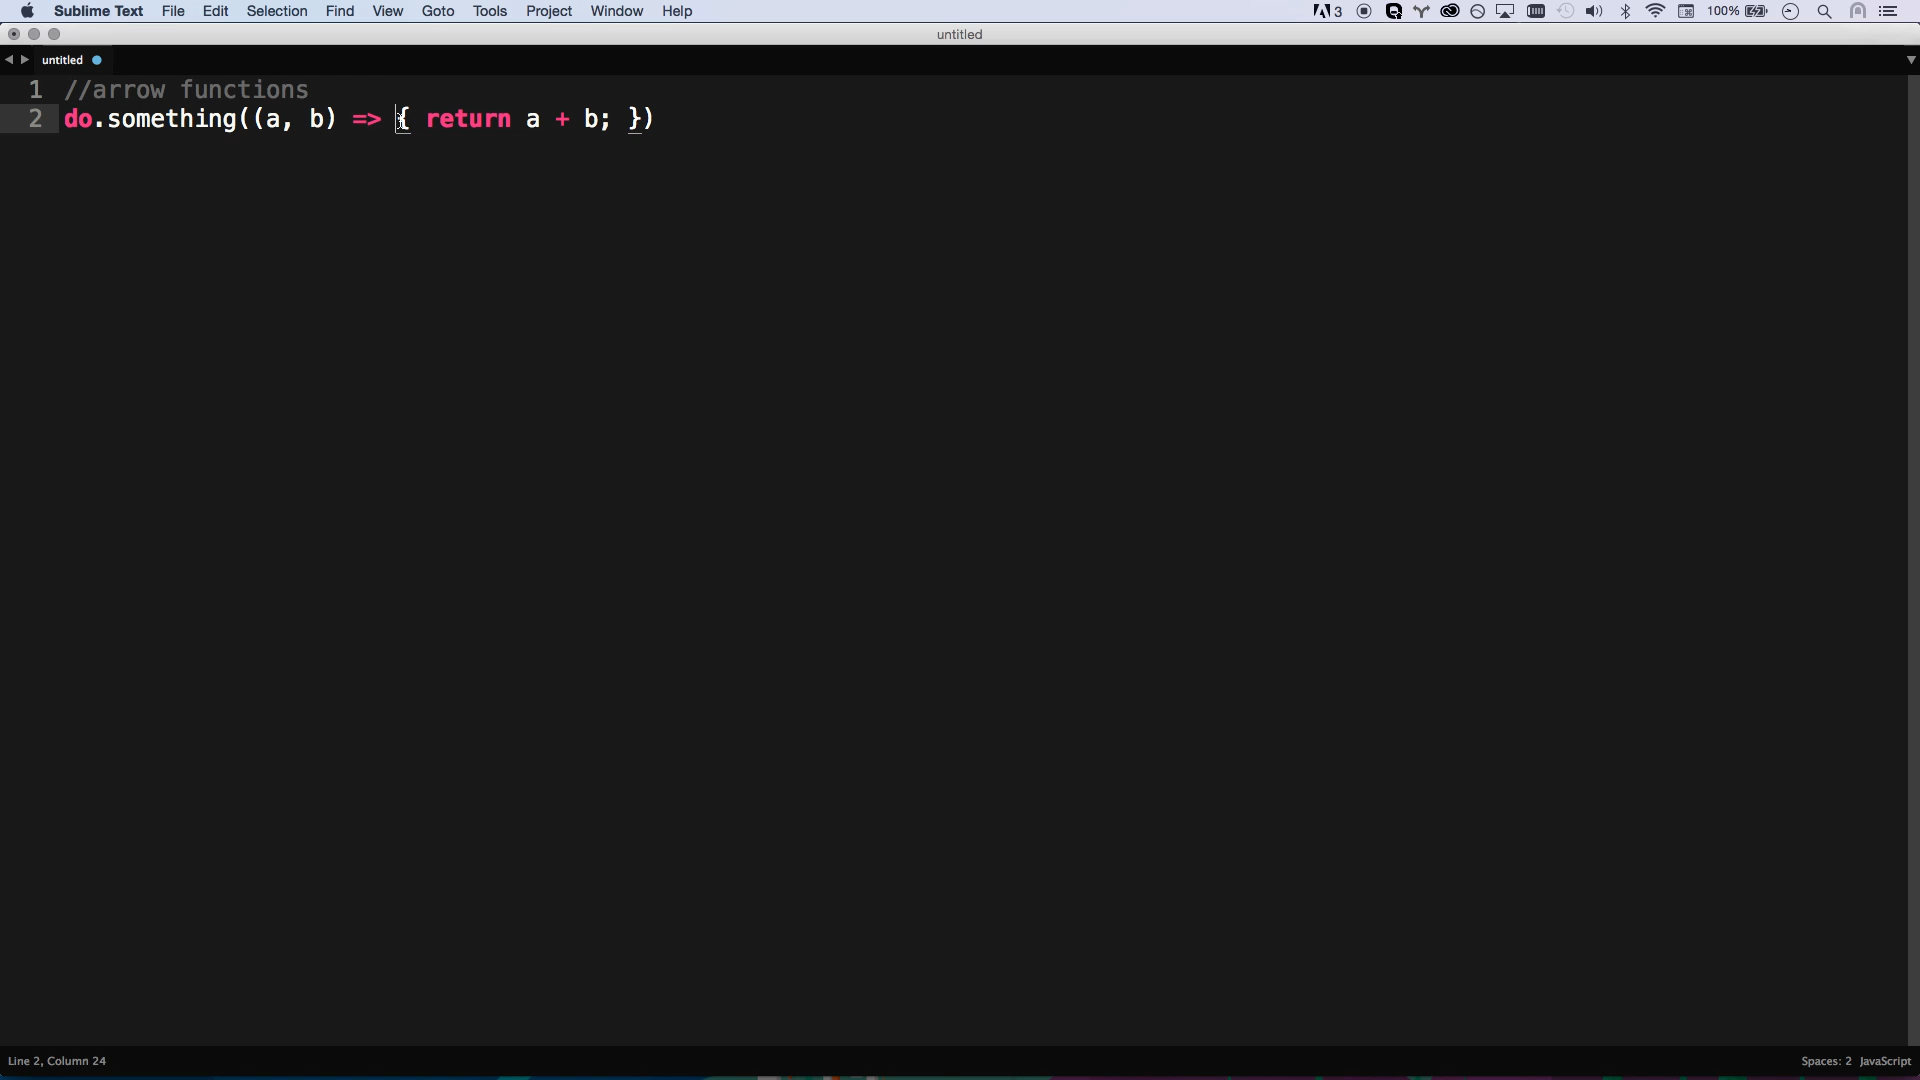 Sublime Text File Edit Selection Find View Goto Tools Project Window Help 3 100%
untitled
untitled
1 //arrow functions
2 do.something((a, b) => { return a + b; })
Line 2, Column 24 Spaces: 2 JavaScript